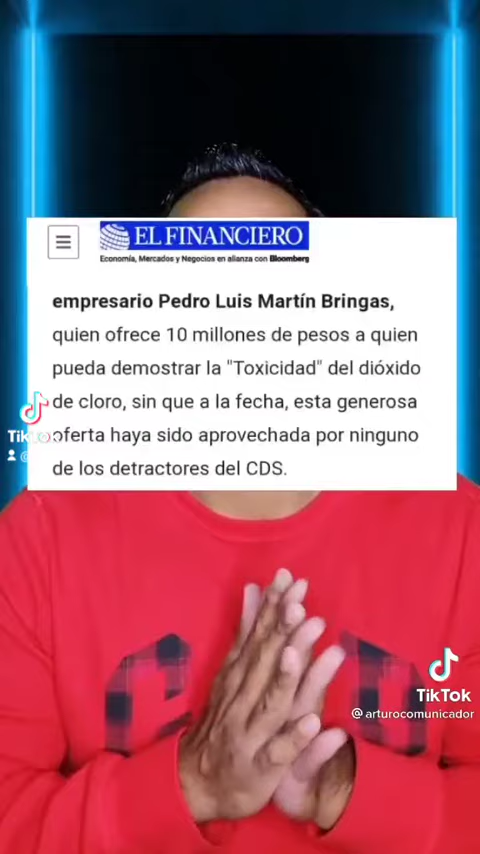 EL FINANCIERO
Economía, Mercados y Negocios en alianza con Bloomberg
empresario Pedro Luis Martín Bringas,
quien ofrece 10 millones de pesos a quien
pueda demostrar la "Toxicidad" del dióxido
de cloro, sin que a la fecha, esta generosa
oferta haya sido aprovechada por ninguno
de los detractores del CDS.
TikTok
@
TikTok
@arturocomunicador